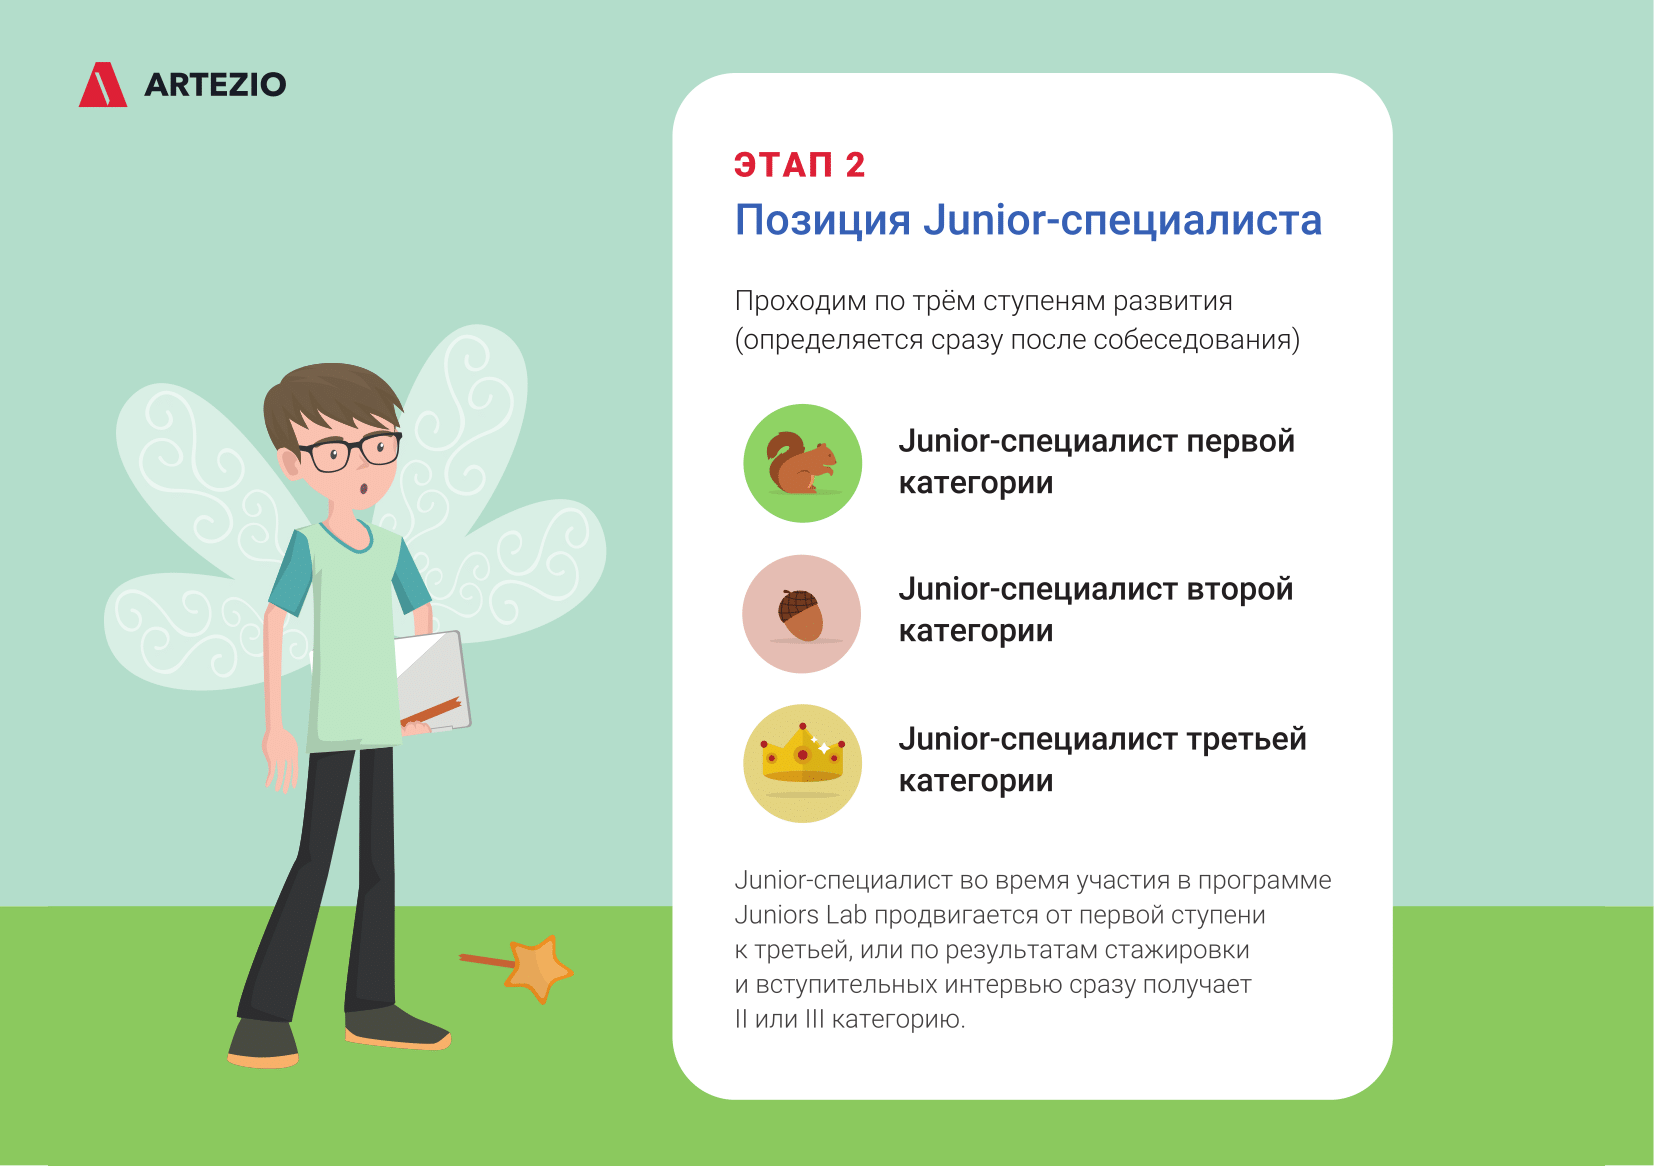 ARTEZIO
ЭТАП 2
Позиция Junior-специалиста
Проходим по трём ступеням развития
(определяется сразу после собеседования)
Junior-специалист первой
категории
Junior-специалист второй
категории
Junior-специалист третьей
категории
Junior-специалист во время участия в программе
Juniors Lab продвигается от первой ступени
к третьей, или по результатам стажировки
и вступительных интервью сразу получает
II или III категорию.